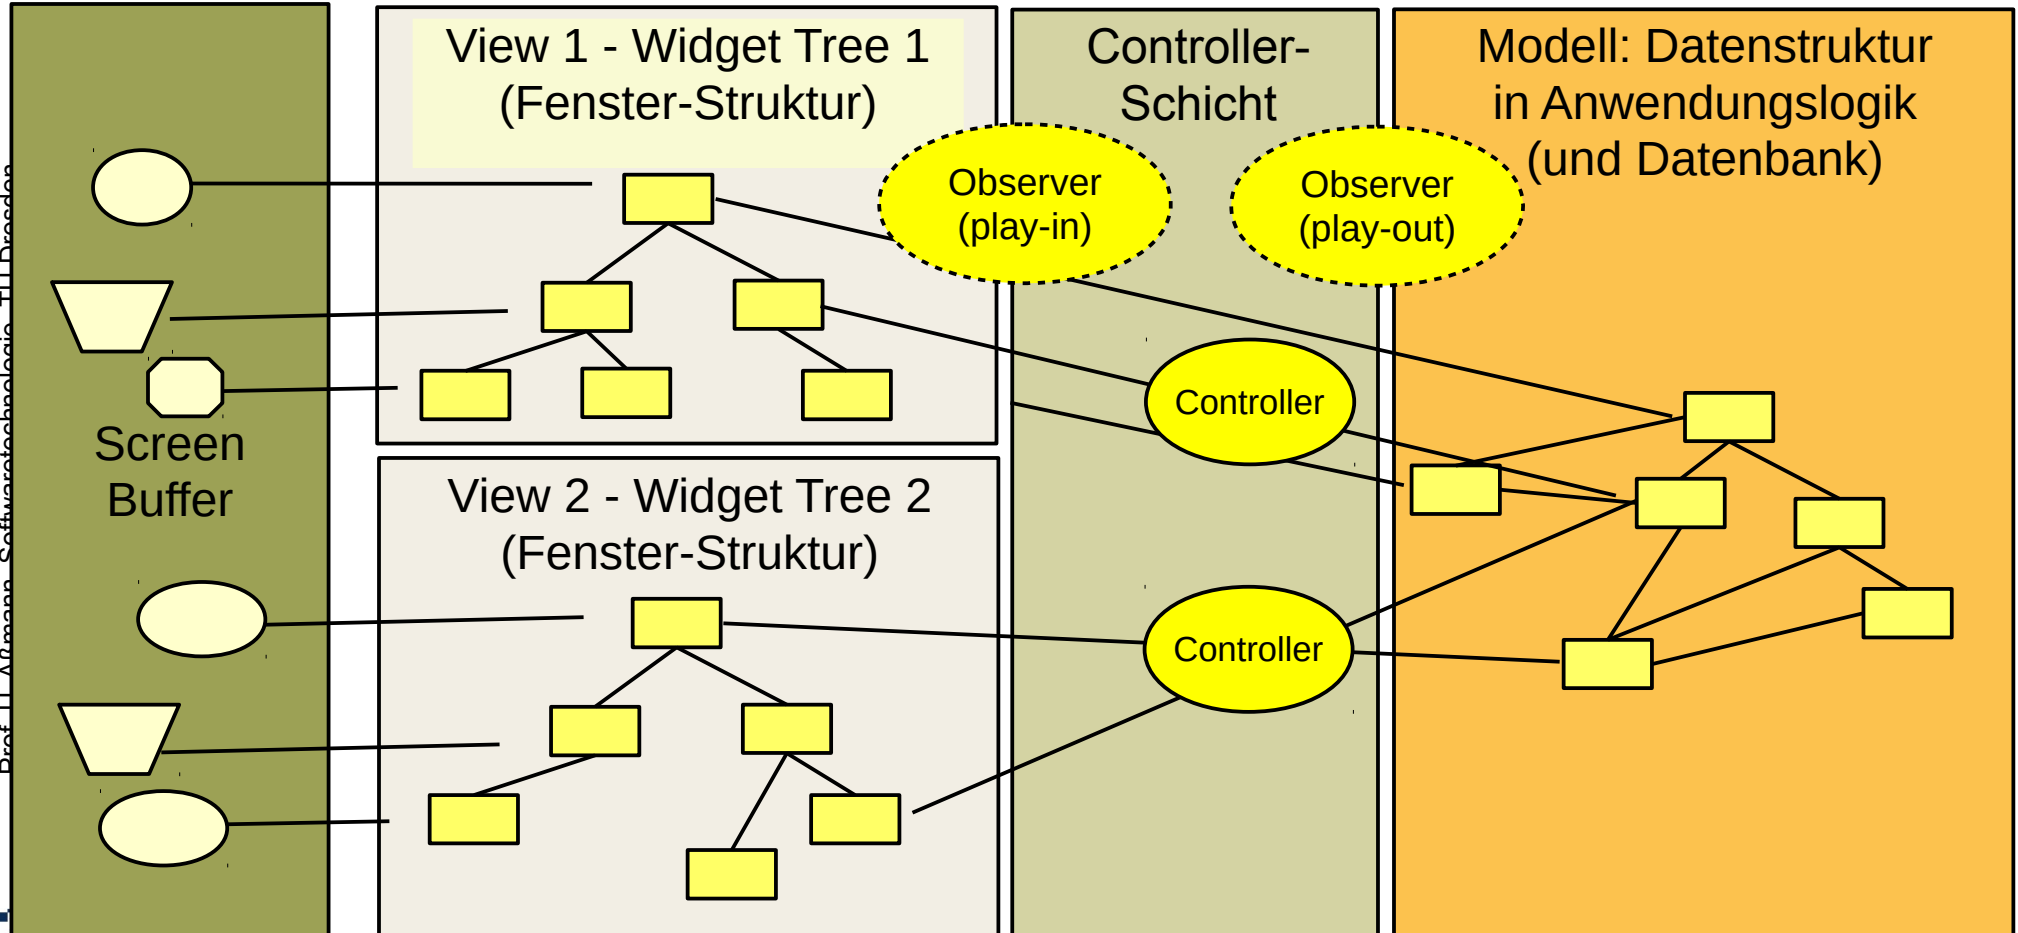 View 1 - Widget Tree 1
(Fenster-Struktur)
Controller-
Schicht
Modell: Datenstruktur
in Anwendungslogik
(und Datenbank)
Observer
(play-in)
Observer
(play-out)
Controller
Screen
Buffer
View 2 - Widget Tree 2
(Fenster-Struktur)
Controller